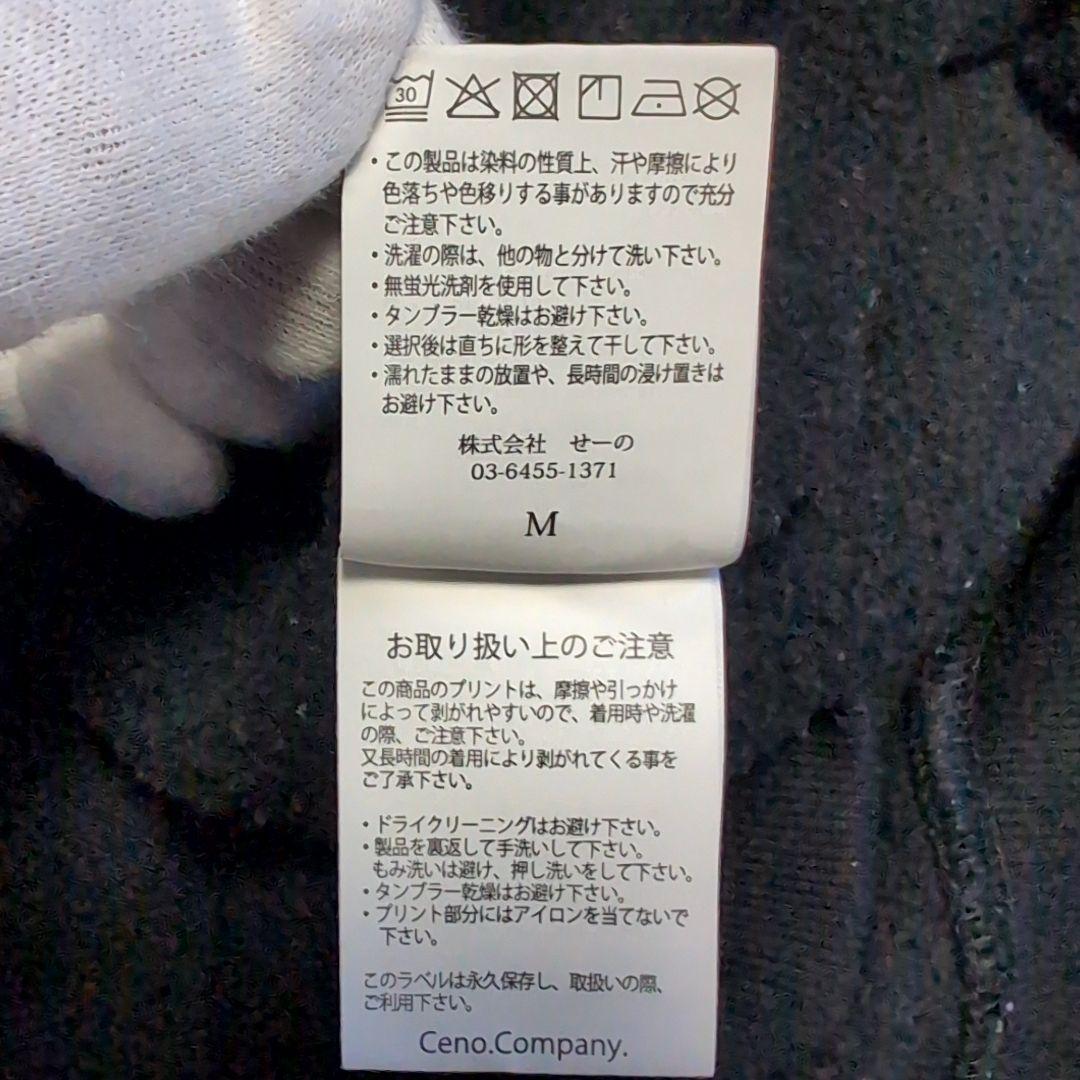 30
・この製品は染料の性質上、汗や摩擦により
色落ちや色移りする事がありますので充分
ご注意下さい。
・洗濯の際は、他の物と分けて洗い下さい。
・無蛍光洗剤を使用して下さい。
・タンブラー乾燥はお避け下さい。
・選択後は直ちに形を整えて干して下さい。
・濡れたままの放置や、長時間の浸け置きは
お避け下さい。
株式会社 せーの
03-6455-1371
M
お取り扱い上のご注意
この商品のプリントは、摩擦や引っかけ
によって剥がれやすいので、着用時や洗濯
の際、ご注意下さい。
又長時間の着用により剥がれてくる事を
ご了承下さい。
・ドライクリーニングはお避け下さい。
・製品を裏返して手洗いして下さい。
もみ洗いは避け、押し洗いをして下さい。
・タンブラー乾燥はお避け下さい。
・プリント部分にはアイロンを当てないで
下さい。
このラベルは永久保存し、取扱いの際、
ご利用下さい。
Ceno.Company.